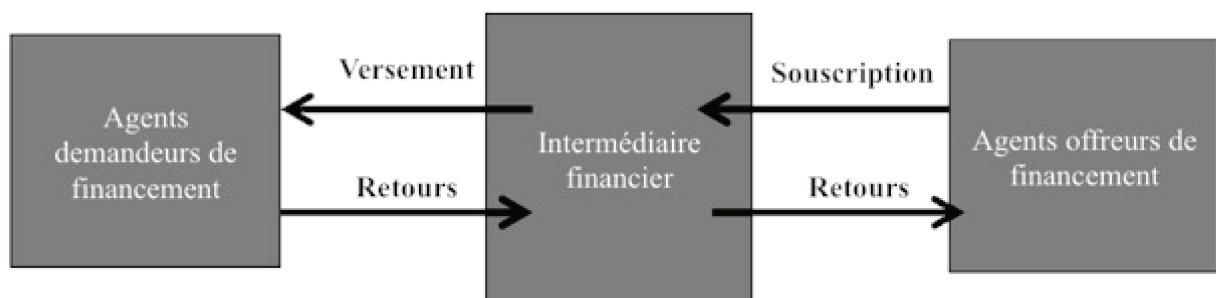 Versement
Souscription
Agents
demandeurs de
financement
Intermédiaire
financier
Agents offreurs de
financement
Retours
Retours